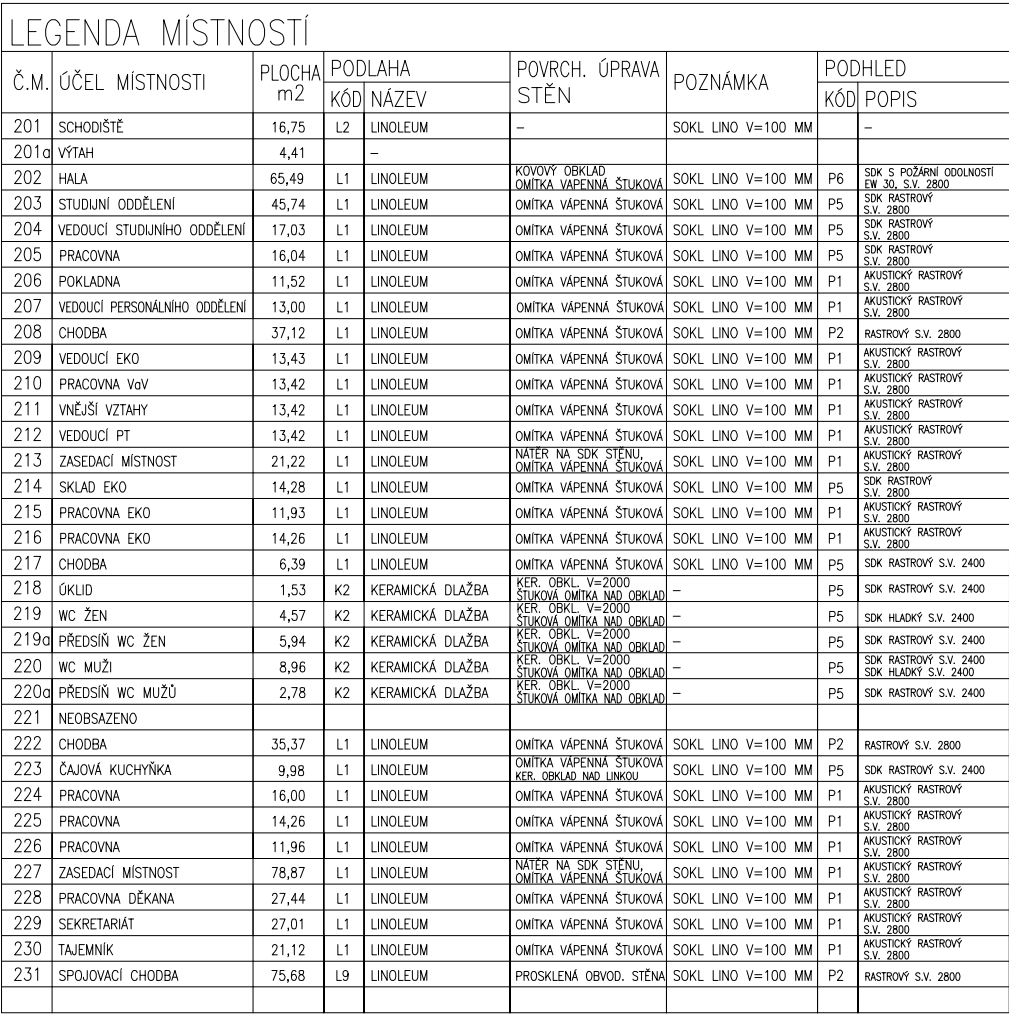 LEGENDA MÍSTNOSTÍ
Č.M. ÚČEL MÍSTNOSTI PLOCHA m2 PODLAHA KÓD NÁZEV POVRCH. ÚPRAVA STĚN POZNÁMKA PODHLED KÓD POPIS
201 SCHODIŠTĚ 16,75 L2 LINOLEUM – SOKL LINO V=100 MM –
201a VÝTAH 4,41 –
202 HALA 65,49 L1 LINOLEUM KOVOVÝ OBKLAD OMÍTKA VÁPENNÁ ŠTUKOVÁ SOKL LINO V=100 MM P6 SDK S POŽÁRNÍ ODOLNOSTÍ EW 30, S.V. 2800
203 STUDIJNÍ ODDĚLENÍ 45,74 L1 LINOLEUM OMÍTKA VÁPENNÁ ŠTUKOVÁ SOKL LINO V=100 MM P5 SDK RASTROVÝ S.V. 2800
204 VEDOUCÍ STUDIJNÍHO ODDĚLENÍ 17,03 L1 LINOLEUM OMÍTKA VÁPENNÁ ŠTUKOVÁ SOKL LINO V=100 MM P5 SDK RASTROVÝ S.V. 2800
205 PRACOVNA 16,04 L1 LINOLEUM OMÍTKA VÁPENNÁ ŠTUKOVÁ SOKL LINO V=100 MM P5 SDK RASTROVÝ S.V. 2800
206 POKLADNA 11,52 L1 LINOLEUM OMÍTKA VÁPENNÁ ŠTUKOVÁ SOKL LINO V=100 MM P1 AKUSTICKÝ RASTROVÝ S.V. 2800
207 VEDOUCÍ PERSONÁLNÍHO ODDĚLENÍ 13,00 L1 LINOLEUM OMÍTKA VÁPENNÁ ŠTUKOVÁ SOKL LINO V=100 MM P1 AKUSTICKÝ RASTROVÝ S.V. 2800
208 CHODBA 37,12 L1 LINOLEUM OMÍTKA VÁPENNÁ ŠTUKOVÁ SOKL LINO V=100 MM P2 RASTROVÝ S.V. 2800
209 VEDOUCÍ EKO 13,43 L1 LINOLEUM OMÍTKA VÁPENNÁ ŠTUKOVÁ SOKL LINO V=100 MM P1 AKUSTICKÝ RASTROVÝ S.V. 2800
210 PRACOVNA VaV 13,42 L1 LINOLEUM OMÍTKA VÁPENNÁ ŠTUKOVÁ SOKL LINO V=100 MM P1 AKUSTICKÝ RASTROVÝ S.V. 2800
211 VNĚJŠÍ VZTAHY 13,42 L1 LINOLEUM OMÍTKA VÁPENNÁ ŠTUKOVÁ SOKL LINO V=100 MM P1 AKUSTICKÝ RASTROVÝ S.V. 2800
212 VEDOUCÍ PT 13,42 L1 LINOLEUM OMÍTKA VÁPENNÁ ŠTUKOVÁ SOKL LINO V=100 MM P1 AKUSTICKÝ RASTROVÝ S.V. 2800
213 ZASEDACÍ MÍSTNOST 21,22 L1 LINOLEUM NÁTĚR NA SDK STĚNU, OMÍTKA VÁPENNÁ ŠTUKOVÁ SOKL LINO V=100 MM P1 AKUSTICKÝ RASTROVÝ S.V. 2800
214 SKLAD EKO 14,28 L1 LINOLEUM OMÍTKA VÁPENNÁ ŠTUKOVÁ SOKL LINO V=100 MM P5 SDK RASTROVÝ S.V. 2800
215 PRACOVNA EKO 11,93 L1 LINOLEUM OMÍTKA VÁPENNÁ ŠTUKOVÁ SOKL LINO V=100 MM P1 AKUSTICKÝ RASTROVÝ S.V. 2800
216 PRACOVNA EKO 14,26 L1 LINOLEUM OMÍTKA VÁPENNÁ ŠTUKOVÁ SOKL LINO V=100 MM P1 AKUSTICKÝ RASTROVÝ S.V. 2800
217 CHODBA 6,39 L1 LINOLEUM OMÍTKA VÁPENNÁ ŠTUKOVÁ SOKL LINO V=100 MM P5 SDK RASTROVÝ S.V. 2400
218 ÚKLID 1,53 K2 KERAMICKÁ DLAŽBA KER. OBKL. V=2000 ŠTUKOVÁ OMÍTKA NAD OBKLAD – P5 SDK RASTROVÝ S.V. 2400
219 WC ŽEN 4,57 K2 KERAMICKÁ DLAŽBA KER. OBKL. V=2000 ŠTUKOVÁ OMÍTKA NAD OBKLAD – P5 SDK HLADKÝ S.V. 2400
219a PŘEDSÍŇ WC ŽEN 5,94 K2 KERAMICKÁ DLAŽBA KER. OBKL. V=2000 ŠTUKOVÁ OMÍTKA NAD OBKLAD – P5 SDK RASTROVÝ S.V. 2400
220 WC MUŽI 8,96 K2 KERAMICKÁ DLAŽBA KER. OBKL. V=2000 ŠTUKOVÁ OMÍTKA NAD OBKLAD – P5 SDK RASTROVÝ S.V. 2400 SDK HLADKÝ S.V. 2400
220a PŘEDSÍŇ WC MUŽŮ 2,78 K2 KERAMICKÁ DLAŽBA KER. OBKL. V=2000 ŠTUKOVÁ OMÍTKA NAD OBKLAD – P5 SDK RASTROVÝ S.V. 2400
221 NEOBSAZENO
222 CHODBA 35,37 L1 LINOLEUM OMÍTKA VÁPENNÁ ŠTUKOVÁ SOKL LINO V=100 MM P2 RASTROVÝ S.V. 2800
223 ČAJOVÁ KUCHYŇKA 9,98 L1 LINOLEUM OMÍTKA VÁPENNÁ ŠTUKOVÁ KER. OBKLAD NAD LINKOU SOKL LINO V=100 MM P5 SDK RASTROVÝ S.V. 2400
224 PRACOVNA 16,00 L1 LINOLEUM OMÍTKA VÁPENNÁ ŠTUKOVÁ SOKL LINO V=100 MM P1 AKUSTICKÝ RASTROVÝ S.V. 2800
225 PRACOVNA 14,26 L1 LINOLEUM OMÍTKA VÁPENNÁ ŠTUKOVÁ SOKL LINO V=100 MM P1 AKUSTICKÝ RASTROVÝ S.V. 2800
226 PRACOVNA 11,96 L1 LINOLEUM OMÍTKA VÁPENNÁ ŠTUKOVÁ SOKL LINO V=100 MM P1 AKUSTICKÝ RASTROVÝ S.V. 2800
227 ZASEDACÍ MÍSTNOST 78,87 L1 LINOLEUM NÁTĚR NA SDK STĚNU, OMÍTKA VÁPENNÁ ŠTUKOVÁ SOKL LINO V=100 MM P1 AKUSTICKÝ RASTROVÝ S.V. 2800
228 PRACOVNA DĚKANA 27,44 L1 LINOLEUM OMÍTKA VÁPENNÁ ŠTUKOVÁ SOKL LINO V=100 MM P1 AKUSTICKÝ RASTROVÝ S.V. 2800
229 SEKRETARIÁT 27,01 L1 LINOLEUM OMÍTKA VÁPENNÁ ŠTUKOVÁ SOKL LINO V=100 MM P1 AKUSTICKÝ RASTROVÝ S.V. 2800
230 TAJEMNÍK 21,12 L1 LINOLEUM OMÍTKA VÁPENNÁ ŠTUKOVÁ SOKL LINO V=100 MM P1 AKUSTICKÝ RASTROVÝ S.V. 2800
231 SPOJOVACÍ CHODBA 75,68 L9 LINOLEUM PROSKLENÁ OBVOD. STĚNA SOKL LINO V=100 MM P2 RASTROVÝ S.V. 2800